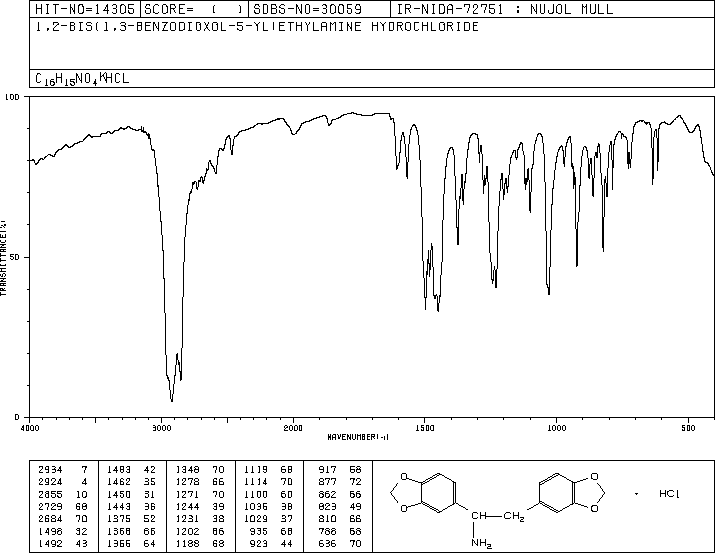 HIT-NO=14305 SCORE= ( ) SDBS-NO=30059 IR-NIDA-72751 : NUJOL MULL
1,2-BIS(1,3-BENZODIOXOL-5-YL)ETHYLAMINE HYDROCHLORIDE
C16H15NO4*HCL
100
50
0
TRANSMITTANCE(%)
4000 3000 2000 1500 1000 500
WAVENUMBER(-1)
2934 7 1483 42 1348 70 1119 68 917 58
2924 4 1462 35 1278 66 1114 70 877 72
2855 10 1450 31 1271 70 1100 60 862 66
2729 68 1443 36 1244 39 1036 38 823 49
2684 70 1375 52 1231 38 1029 37 810 66
1498 32 1368 66 1202 66 935 68 788 68
1492 43 1366 64 1188 68 923 44 636 70
O O
O O
CH CH2 · HCl
NH2